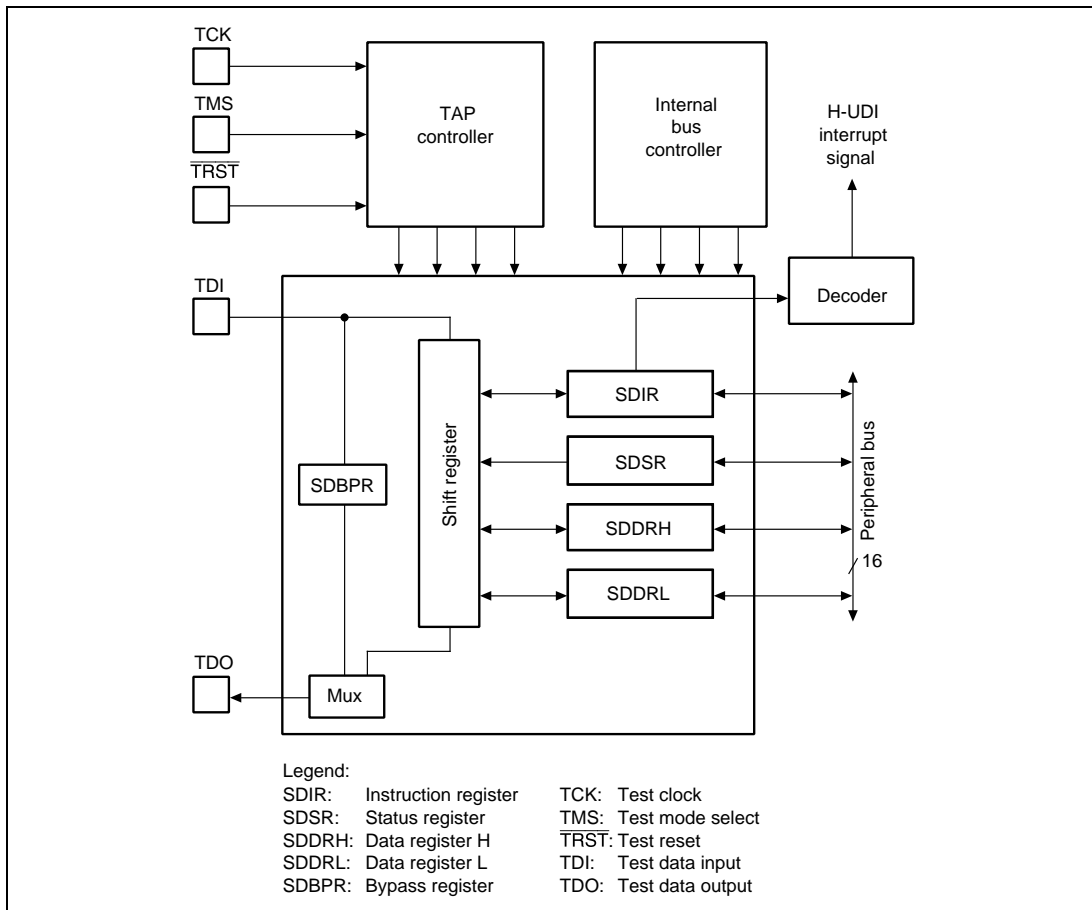 TCK
TMS
TRST
TAP
controller
Internal
bus
controller
H-UDI
interrupt
signal
TDI
Decoder
Shift register
SDIR
SDSR
SDBPR
SDDRH
SDDRL
Peripheral bus
16
TDO
Mux
Legend:
SDIR: Instruction register TCK: Test clock
SDSR: Status register TMS: Test mode select
SDDRH: Data register H TRST: Test reset
SDDRL: Data register L TDI: Test data input
SDBPR: Bypass register TDO: Test data output